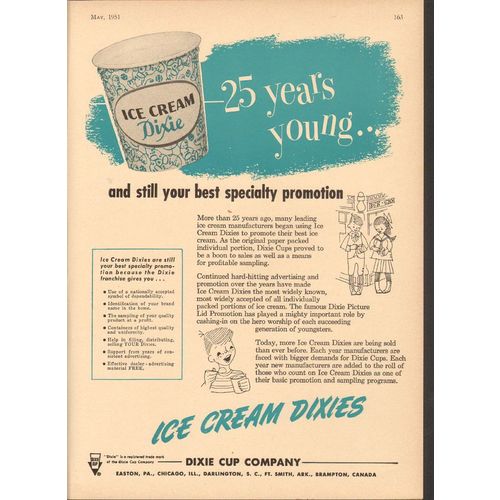 May, 1951
163
ICE CREAM
Dixie
25 years
young...
and still your best specialty promotion
More than 25 years ago, many leading
ice cream manufacturers began using Ice
Cream Dixies to promote their best ice
cream. As the original paper packed
individual portion, Dixie Cups proved to
be a boon to sales as well as a means
for profitable sampling.
Ice Cream Dixies are still
your best specialty promo-
tion because the Dixie
franchise gives you . . .
Use of a nationally accepted
symbol of dependability.
Identification of your brand
name in the home.
The sampling of your quality
product at a profit.
Containers of highest quality
and uniformity.
Help in filling, distributing,
selling YOUR Dixies.
Support from years of con-
sistent advertising.
Effective dealer-advertising
material FREE.
Continued hard-hitting advertising and
promotion over the years have made
Ice Cream Dixies the most widely known,
most widely accepted of all individually
packed portions of ice cream. The famous Dixie Picture
Lid Promotion has played a mighty important role by
cashing-in on the hero worship of each succeeding
generation of youngsters.
Today, more Ice Cream Dixies are being sold
than ever before. Each year manufacturers are
faced with bigger demands for Dixie Cups. Each
year new manufacturers are added to the roll of
those who count on Ice Cream Dixies as one of
their basic promotion and sampling programs.
ICE CREAM DIXIES
DIXIE CUP
"Dixie" is a registered trade mark
of the Dixie Cup Company
DIXIE CUP COMPANY
EASTON, PA., CHICAGO, ILL., DARLINGTON, S. C., FT. SMITH, ARK., BRAMPTON, CANADA